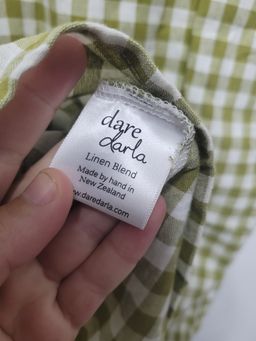 dare
darla
Linen Blend
Made by hand in
New Zealand
www.daredarla.com